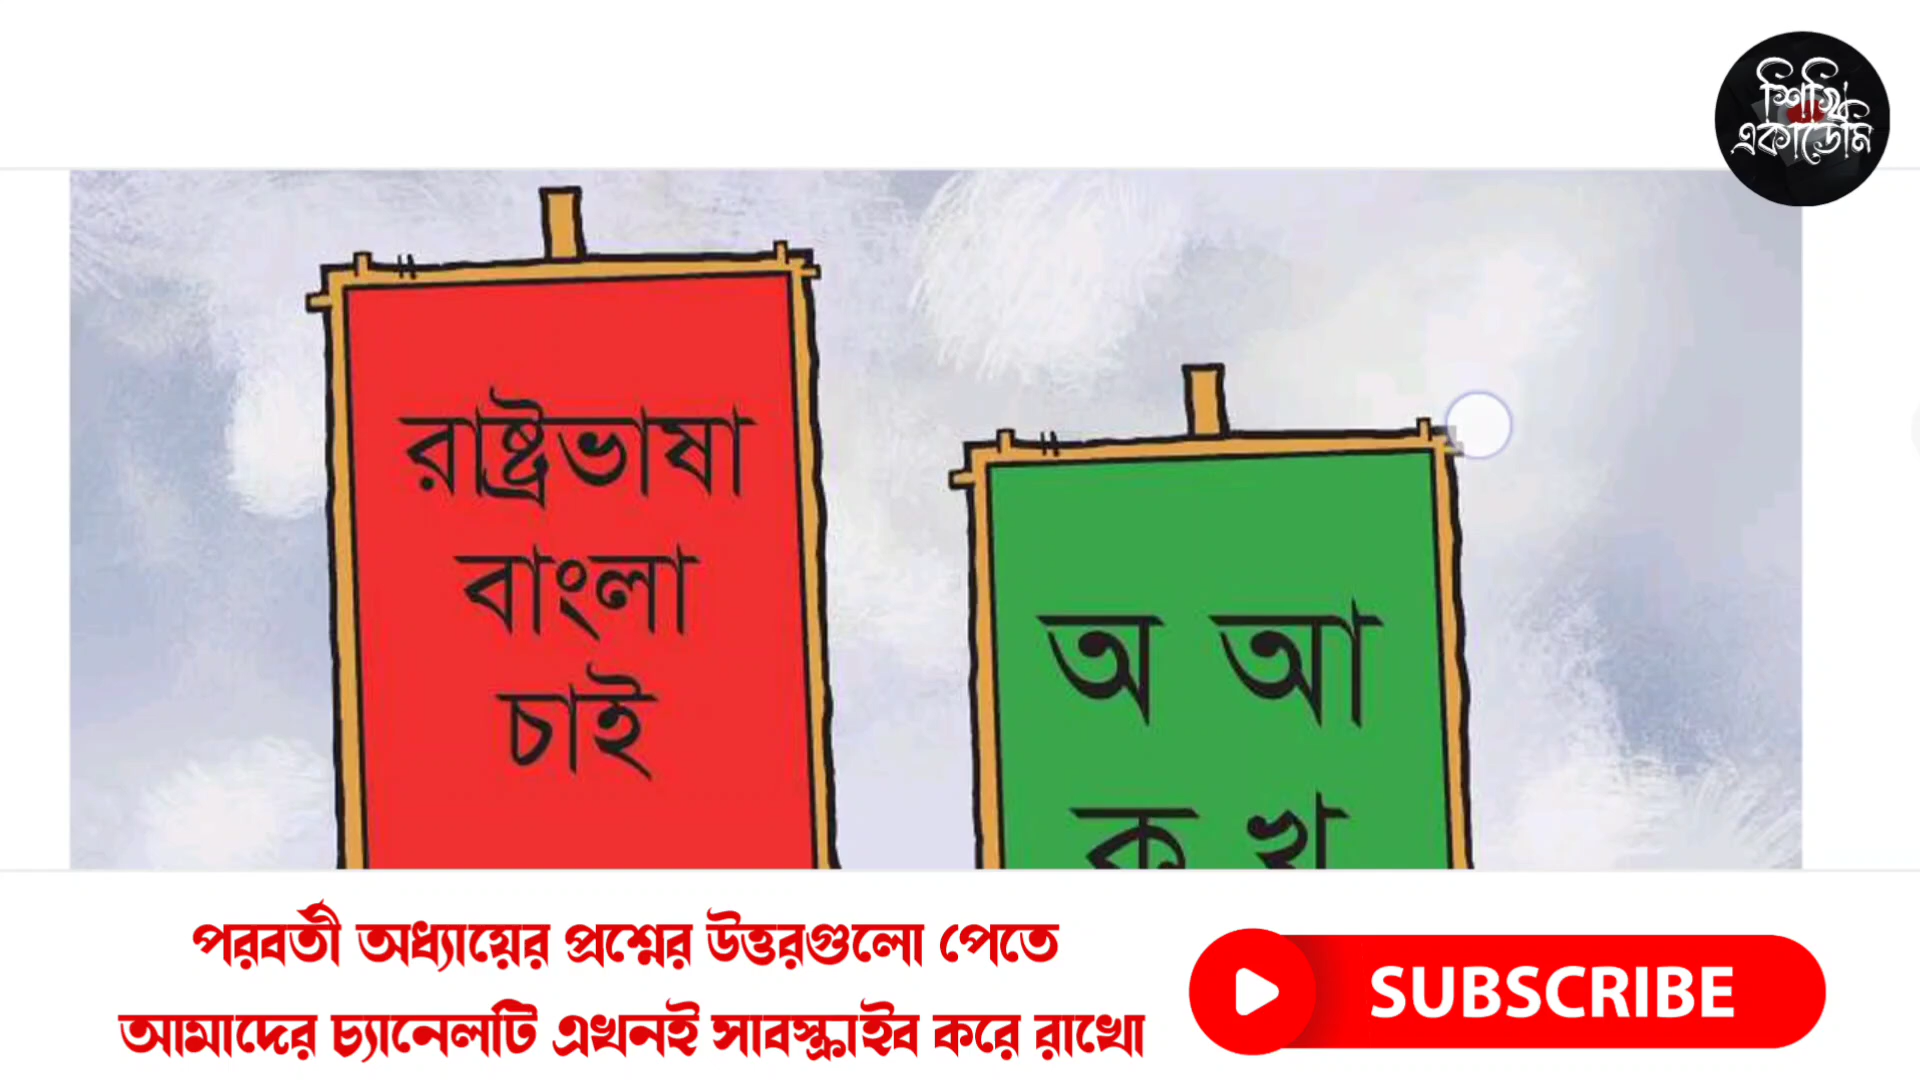 শিখি
একাডেমি
রাষ্ট্রভাষা
বাংলা
চাই
অ আ
ক খ
পরবর্তী অধ্যায়ের প্রশ্নের উত্তরগুলো পেতে
আমাদের চ্যানেলটি এখনই সাবস্ক্রাইব করে রাখো
SUBSCRIBE